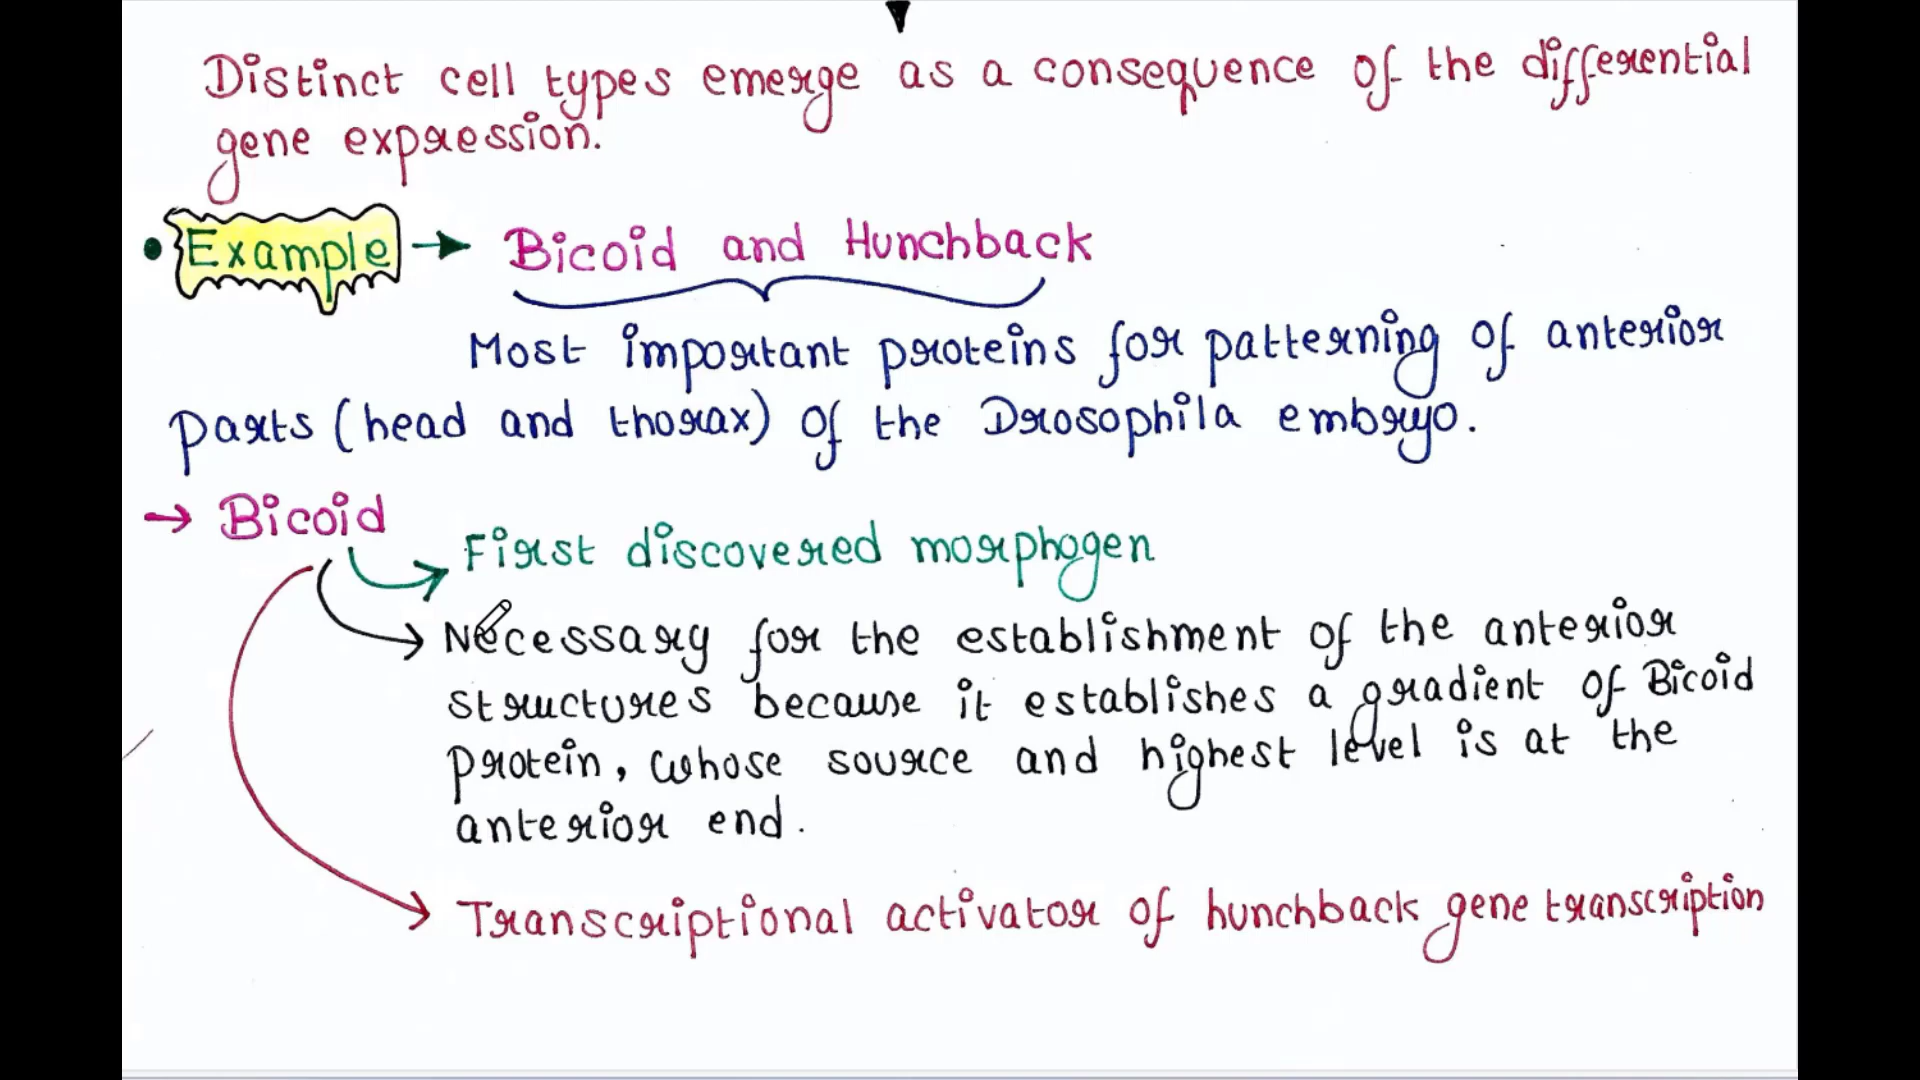 Distinct cell types emerge as a consequence of the differential
gene expression.
• Example → Bicoid and Hunchback
Most important proteins for patterning of anterior
parts (head and thorax) of the Drosophila embryo.
→ Bicoid
First discovered morphogen
Necessary for the establishment of the anterior
structures because it establishes a gradient of Bicoid
protein, whose source and highest level is at the
anterior end.
Transcriptional activator of hunchback gene transcription